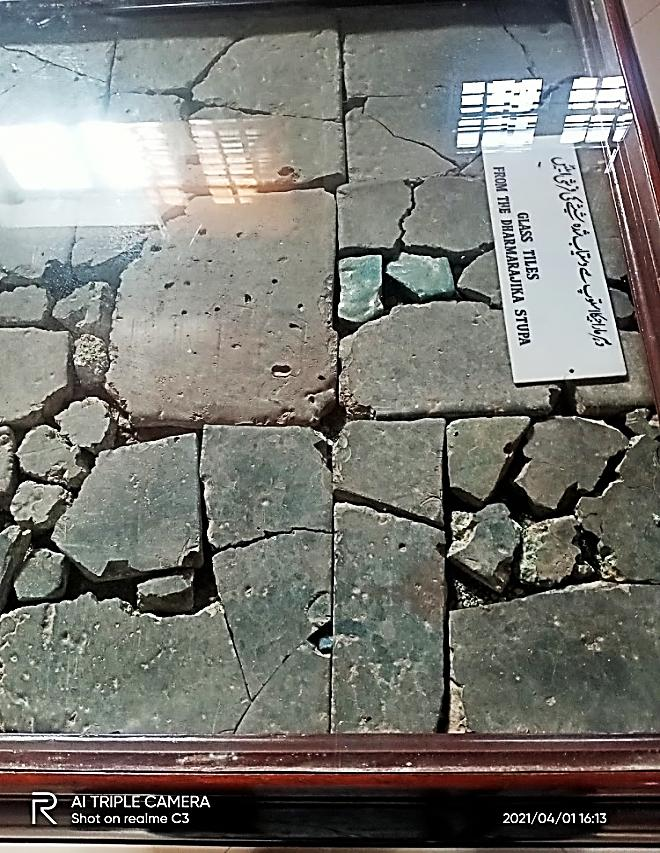 GLASS TILES
FROM THE DHARMARAJIKA STUPA
R
AI TRIPLE CAMERA
Shot on realme C3
2021/04/01 16:13